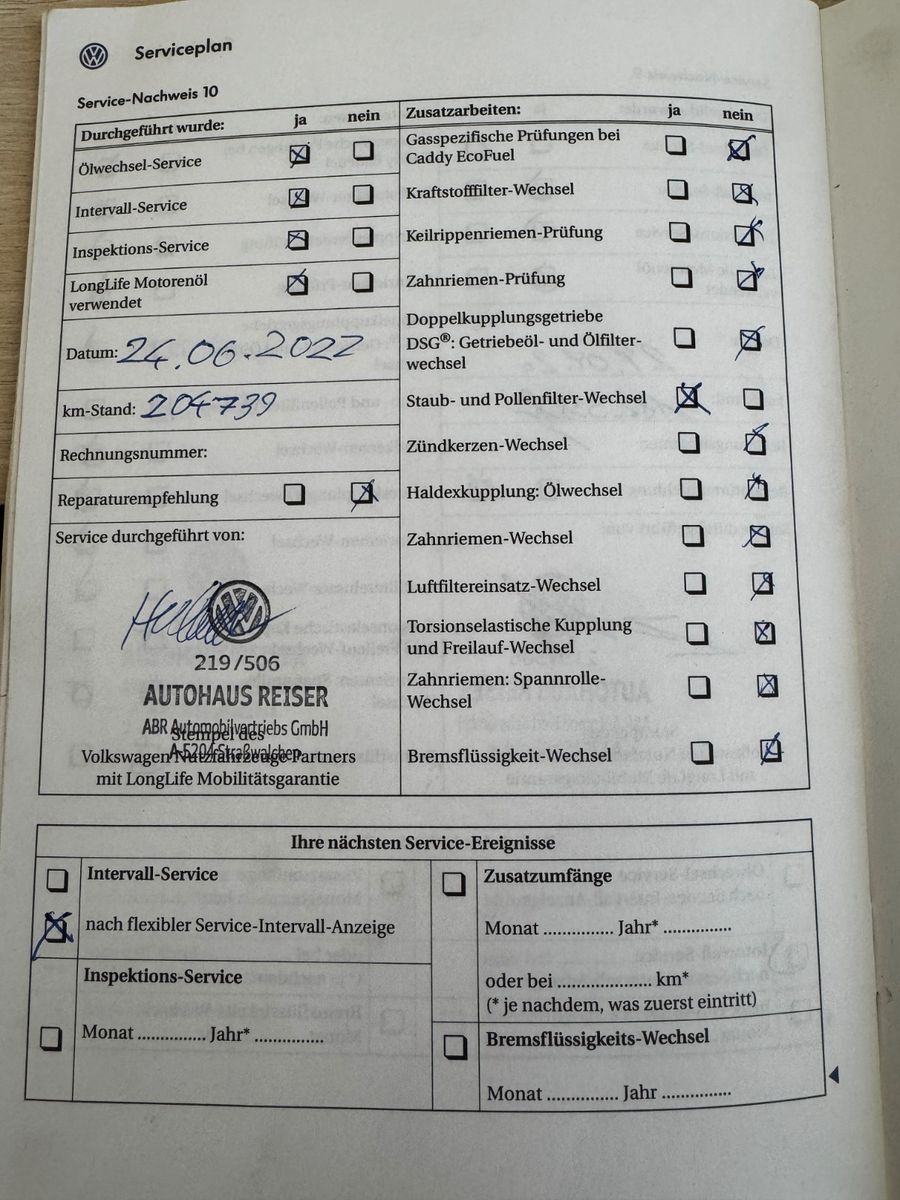 Serviceplan
Service-Nachweis 10
Durchgeführt wurde: ja nein
Ölwechsel-Service
Intervall-Service
Inspektions-Service
LongLife Motorenöl
verwendet
Datum: 24.06.2022
km-Stand: 204739
Rechnungsnummer:
Reparaturempfehlung
Service durchgeführt von:
219/506
AUTOHAUS REISER
ABR Automobilvertriebs GmbH
Stempel des
A-5204 Straßwalchen
Volkswagen Nutzfahrzeuge Partners
mit LongLife Mobilitätsgarantie
Zusatzarbeiten: ja nein
Gasspezifische Prüfungen bei
Caddy EcoFuel
Kraftstofffilter-Wechsel
Keilrippenriemen-Prüfung
Zahnriemen-Prüfung
Doppelkupplungsgetriebe
DSG®: Getriebeöl- und Ölfilter-
wechsel
Staub- und Pollenfilter-Wechsel
Zündkerzen-Wechsel
Haldexkupplung: Ölwechsel
Zahnriemen-Wechsel
Luftfiltereinsatz-Wechsel
Torsionselastische Kupplung
und Freilauf-Wechsel
Zahnriemen: Spannrolle-
Wechsel
Bremsflüssigkeit-Wechsel
Ihre nächsten Service-Ereignisse
Intervall-Service
nach flexibler Service-Intervall-Anzeige
Inspektions-Service
Monat ............... Jahr* ...............
Zusatzumfänge
Monat ............... Jahr* ...............
oder bei .................... km*
(* je nachdem, was zuerst eintritt)
Bremsflüssigkeits-Wechsel
Monat ............... Jahr ...............